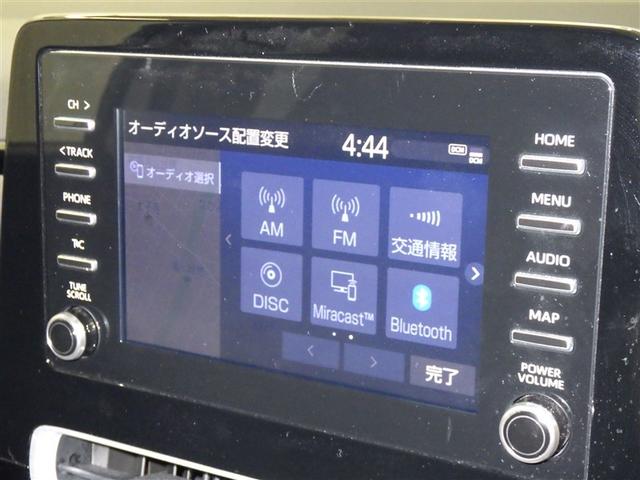 CH >
< TRACK
PHONE
T/C
TUNE
SCROLL
オーディオソース配置変更
4:44
DCM
DCM
オーディオ選択
AM
FM
交通情報
DISC
Miracast™
Bluetooth
完了
HOME
MENU
AUDIO
MAP
POWER
VOLUME